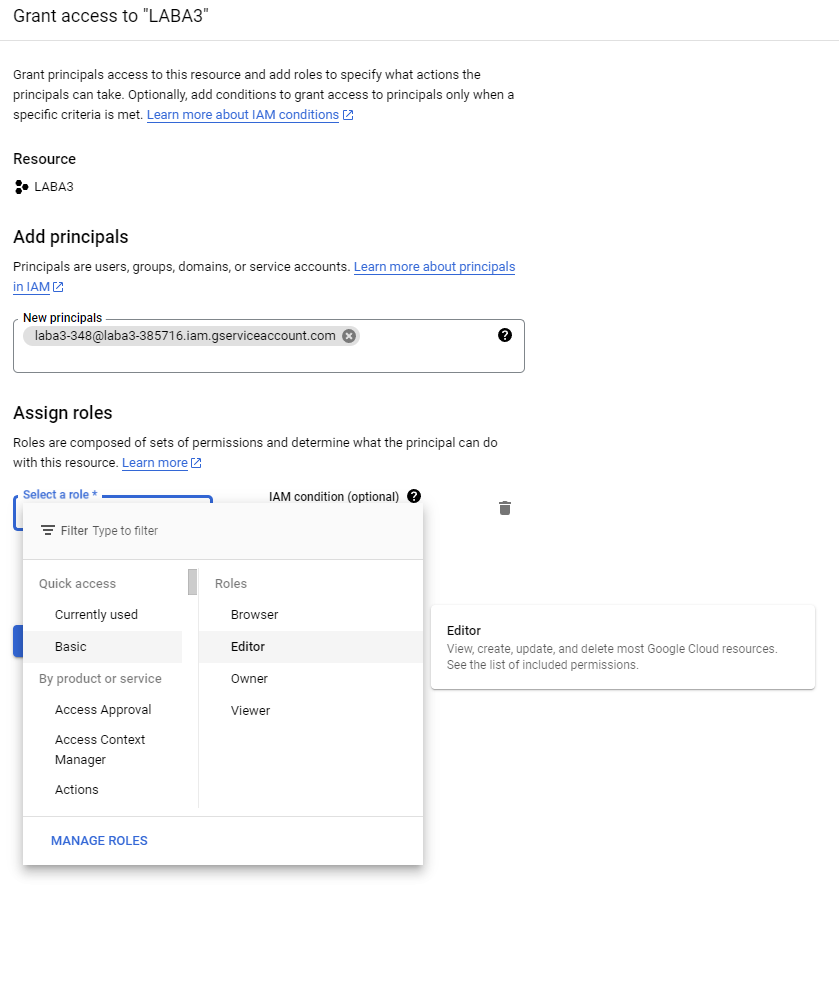 Grant access to "LABA3"
Grant principals access to this resource and add roles to specify what actions the
principals can take. Optionally, add conditions to grant access to principals only when a
specific criteria is met. Learn more about IAM conditions
Resource
LABA3
Add principals
Principals are users, groups, domains, or service accounts. Learn more about principals
in IAM
New principals
laba3-348@laba3-385716.iam.gserviceaccount.com
Assign roles
Roles are composed of sets of permissions and determine what the principal can do
with this resource. Learn more
Select a role *
IAM condition (optional)
Filter Type to filter
Quick access
Currently used
Basic
By product or service
Access Approval
Access Context
Manager
Actions
Roles
Browser
Editor
Owner
Viewer
Editor
View, create, update, and delete most Google Cloud resources.
See the list of included permissions.
MANAGE ROLES